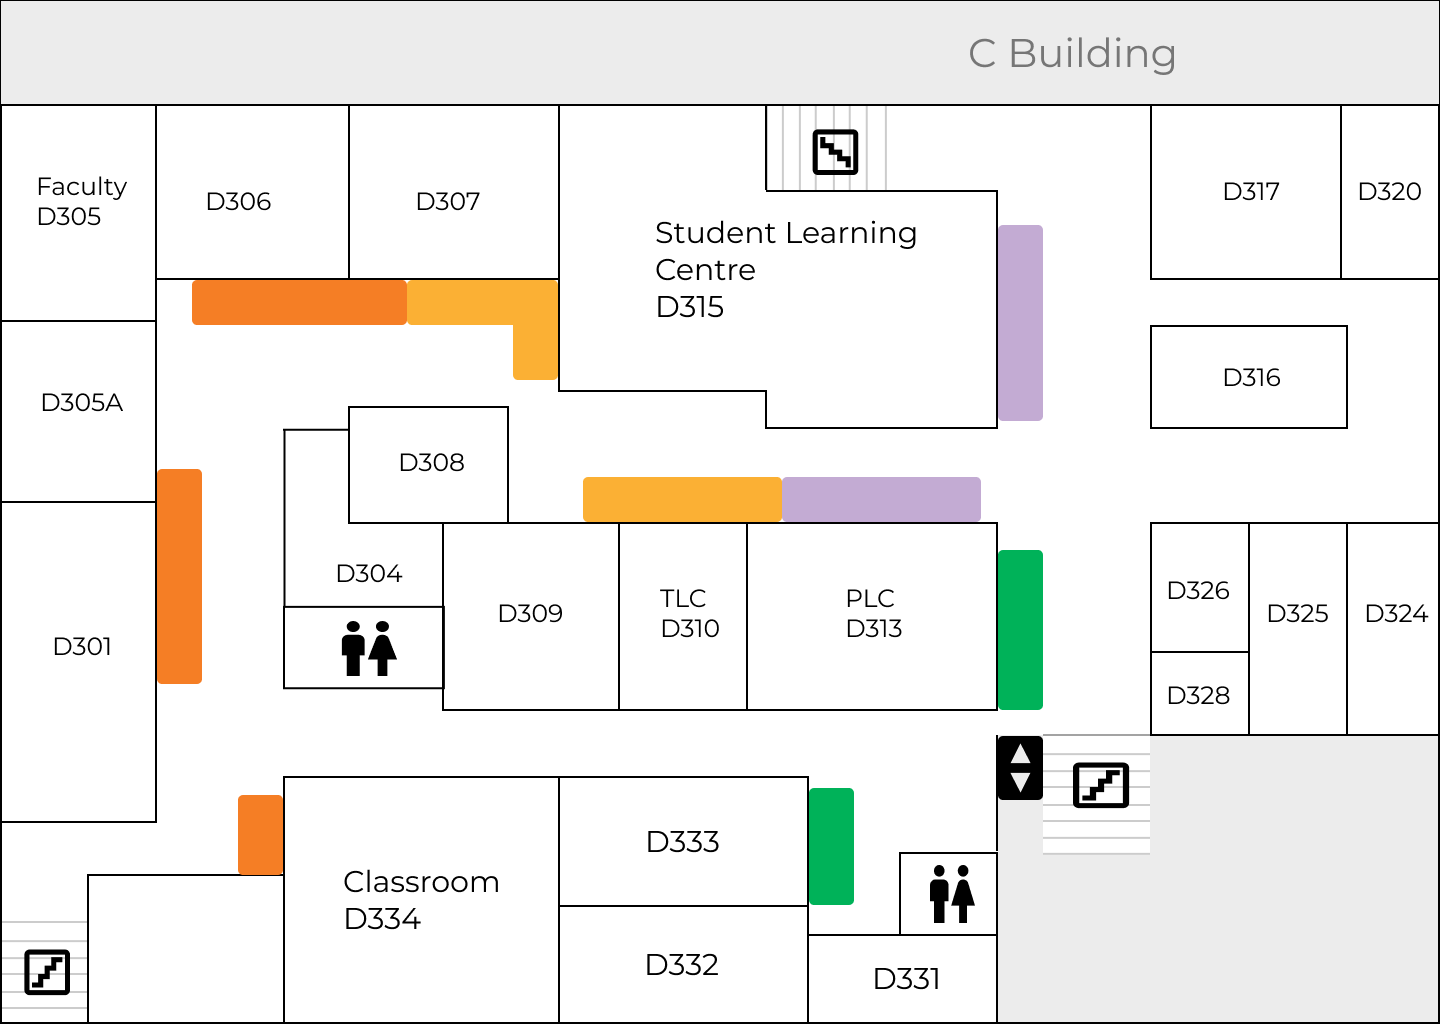 C Building
Faculty
D305
D306
D307
Student Learning
Centre
D315
D317
D320
D305A
D316
D308
D304
D309
TLC
D310
PLC
D313
D326
D325
D324
D301
D328
D333
Classroom
D334
D332
D331